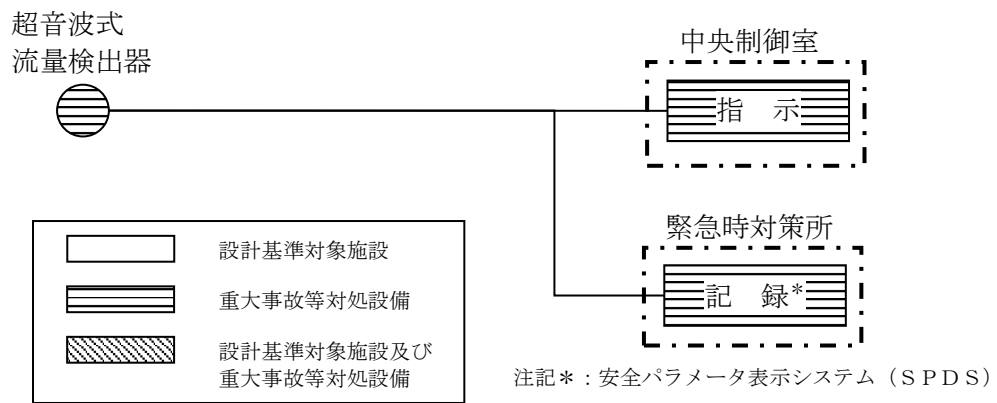 超音波式
流量検出器
中央制御室
指　示
緊急時対策所
記　録*
設計基準対象施設
重大事故等対処設備
設計基準対象施設及び
重大事故等対処設備
注記＊：安全パラメータ表示システム（ＳＰＤＳ）